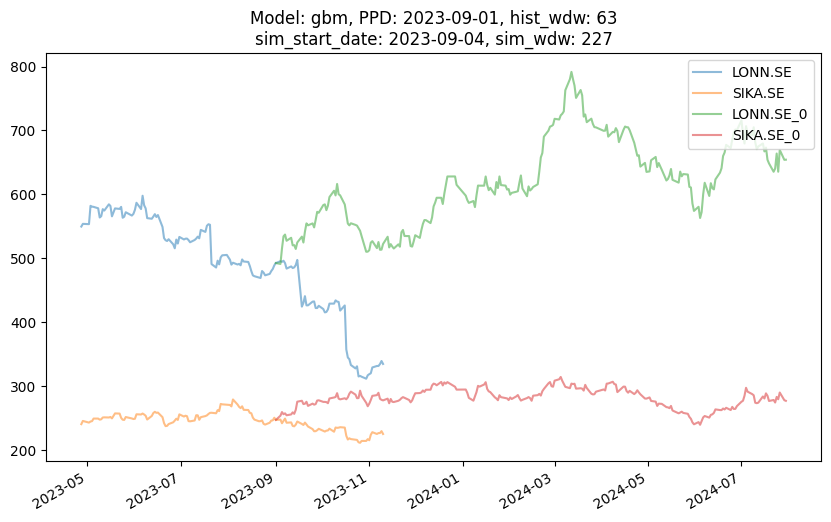 Model: gbm, PPD: 2023-09-01, hist_wdw: 63
sim_start_date: 2023-09-04, sim_wdw: 227
LONN.SE
SIKA.SE
LONN.SE_0
SIKA.SE_0
800
700
600
500
400
300
200
2023-05
2023-07
2023-09
2023-11
2024-01
2024-03
2024-05
2024-07